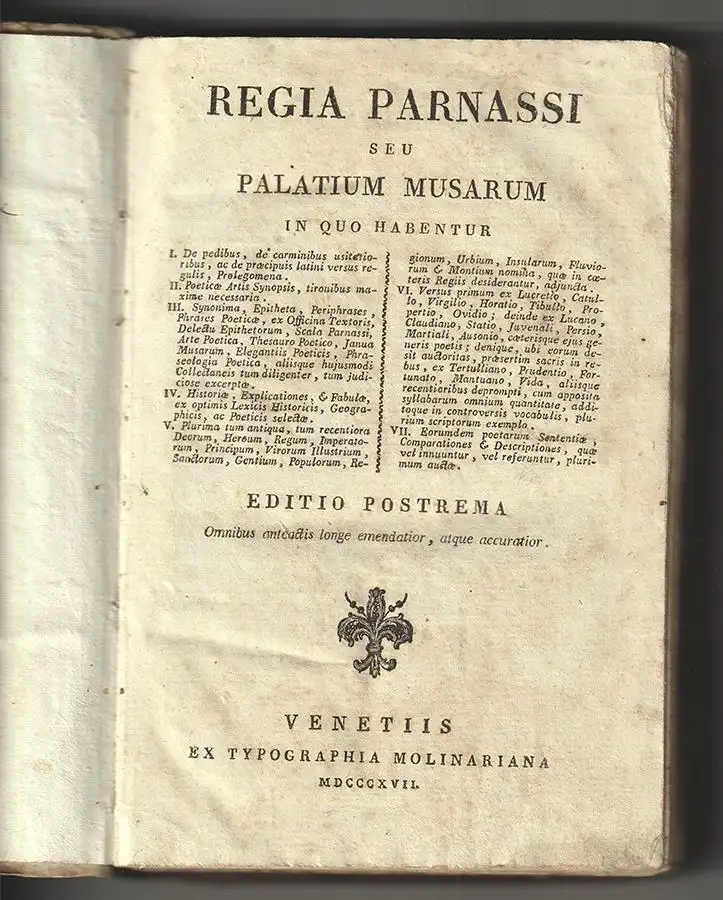 REGIA PARNASSI
SEU
PALATIUM MUSARUM
IN QUO HABENTUR
I. De pedibus, de carminibus usitatio-
ribus, ac de præcipuis latini versus re-
gulis, Prolegomena.
II. Poeticæ Artis Synopsis, tironibus ma-
xime necessaria.
III. Synonima, Epitheta, Periphrases,
Phrases Poeticæ, ex Officina Textoris,
Delectu Epithetorum, Scala Parnassi,
Arte Poetica, Thesauro Poetico, Janua
Musarum, Elegantiis Poeticis, Phra-
seologia Poetica, aliisque hujusmodi
Collectaneis tum diligenter, tum judi-
ciose excerptæ.
IV. Historiæ, Explicationes, & Fabulæ,
ex optimis Lexicis Historicis, Geogra-
phicis, ac Poeticis selectæ.
V. Plurima tum antiqua, tum recentiora
Deorum, Heroum, Regum, Imperato-
rum, Principum, Virorum Illustrium,
Sanctorum, Gentium, Populorum, Re-
gionum, Urbium, Insularum, Fluvio-
rum & Montium nomina, quæ in cæ-
teris Regiis desiderantur, adjuncta.
VI. Versus primum ex Lucretio, Catul-
lo, Virgilio, Horatio, Tibullo, Pro-
pertio, Ovidio; deinde ex Lucano,
Claudiano, Statio, Juvenali, Persio,
Martiali, Ausonio, cæterisque ejus ge-
neris poetis; denique, ubi eorum de-
sit auctoritas, præsertim sacris in re-
bus, ex Tertulliano, Prudentio, For-
tunato, Mantuano, Vida, aliisque
recentioribus deprompti, cum apposita
syllabarum omnium quantitate, addi-
toque in controversis vocabulis, plu-
rium scriptorum exemplo.
VII. Eorumdem poetarum Sententiæ,
Comparationes & Descriptiones, quæ
vel innuuntur, vel referuntur, pluri-
mum auctæ.
EDITIO POSTREMA
Omnibus anteactis longe emendatior, atque accuratior.
VENETIIS
EX TYPOGRAPHIA MOLINARIANA
MDCCCXVII.